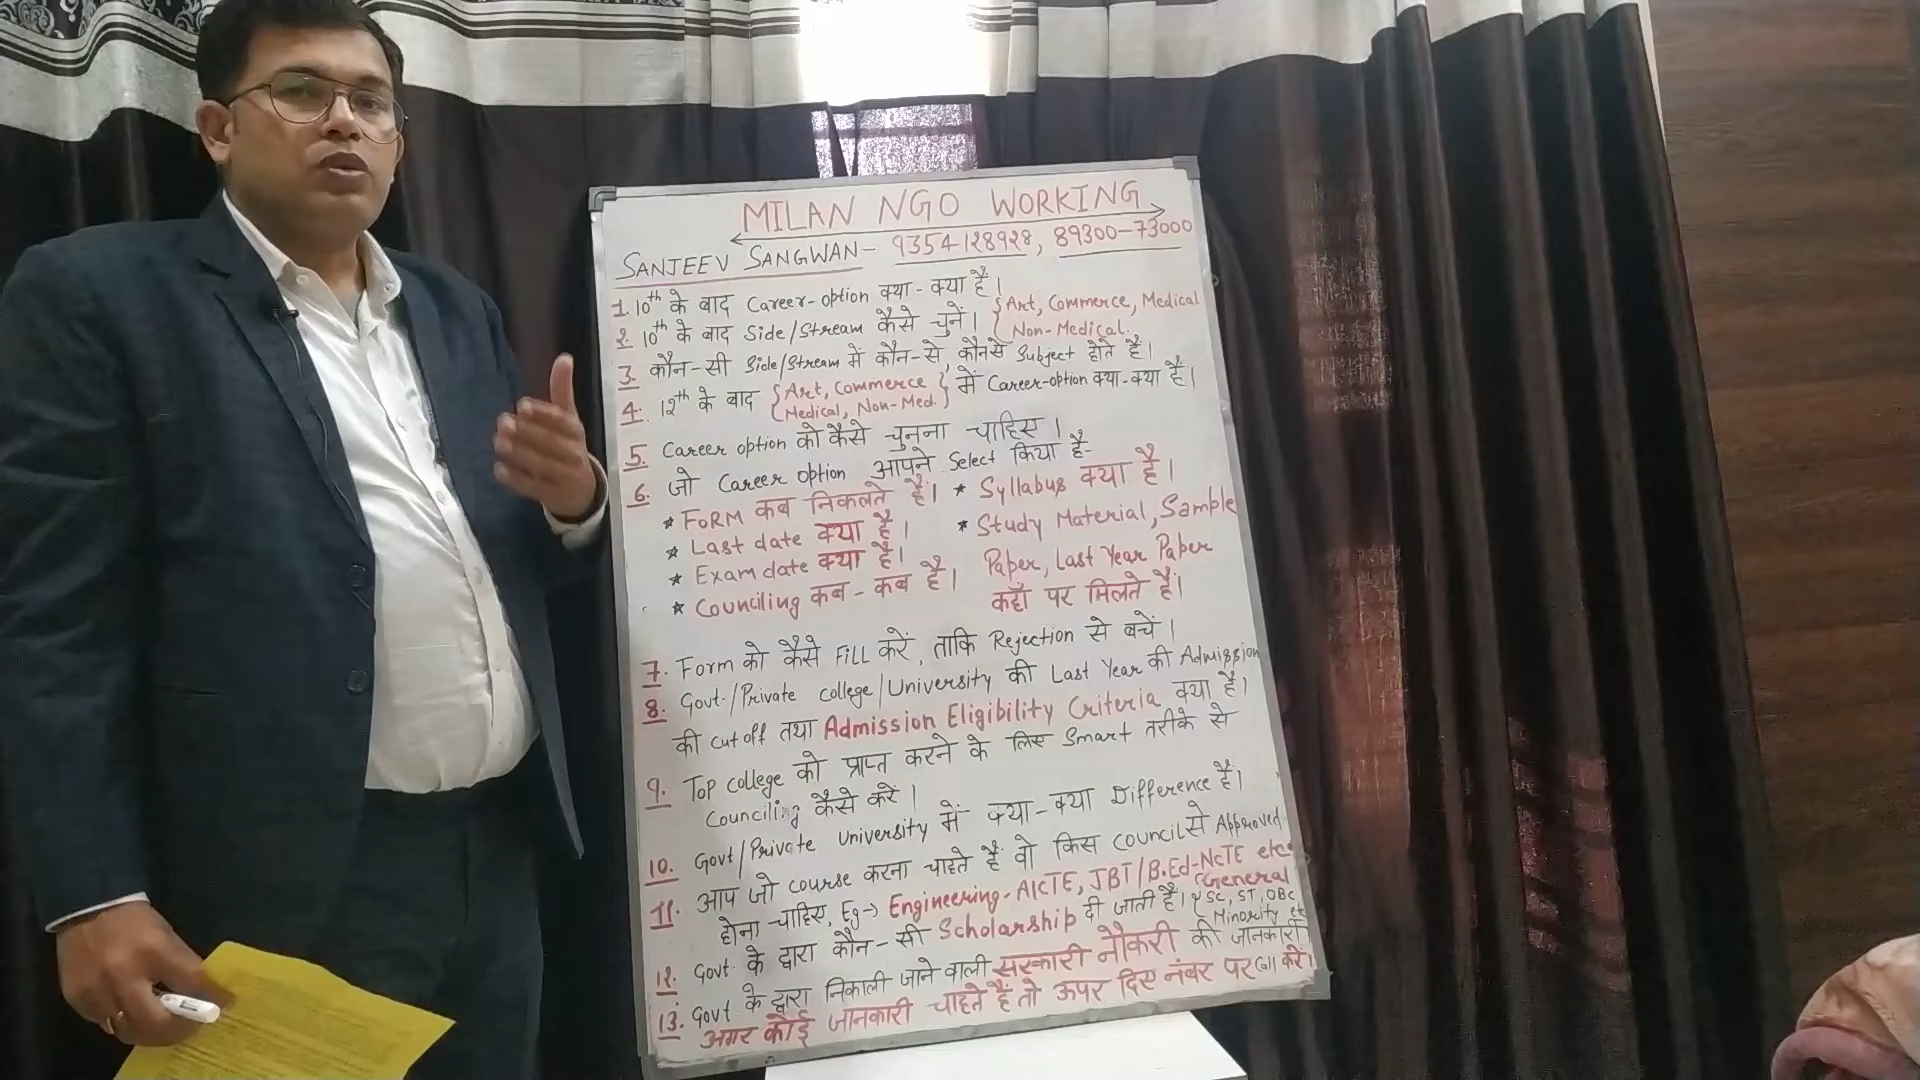 MILAN NGO WORKING
SANJEEV SANGWAN- 9354128928, 89300-73000
1. 10th के बाद Career-option क्या-क्या है।
2. 10th के बाद Side/Stream कैसे चुनें। {Art, Commerce, Medical
Non-Medical.
3. कौन-सी Side/Stream में कौन-से, कौनसे Subject होते हैं।
4. 12th के बाद {Art, Commerce
Medical, Non-Med.} में Career-option क्या-क्या है।
5. Career option को कैसे चुनना चाहिए।
6. जो Career option आपने Select किया है-
* FORM कब निकलते हैं।
* Last date क्या है।
* Exam date क्या है।
* Counciling कब-कब है।
* Syllabus क्या है।
* Study Material, Sample
Paper, Last Year Paper
कहाँ पर मिलते हैं।
7. Form को कैसे Fill करें, ताकि Rejection से बचें।
8. Govt./Private college/University की Last Year की Admission
की cut off तथा Admission Eligibility Criteria क्या है।
9. Top college को प्राप्त करने के लिए Smart तरीके से
Counciling कैसे करें।
10. Govt/Private University में क्या-क्या Difference है।
11. आप जो course करना चाहते हैं वो किस council से Approved
होना चाहिए, Eg→ Engineering-AICTE, JBT/B.Ed-NCTE etc.
12. Govt. के द्वारा कौन-सी Scholarship दी जाती है। {General
SC, ST, OBC,
Minority etc
13. Govt के द्वारा निकाली जाने वाली सरकारी नौकरी की जानकारी
अगर कोई जानकारी चाहते हैं तो ऊपर दिए नंबर पर Call करें।